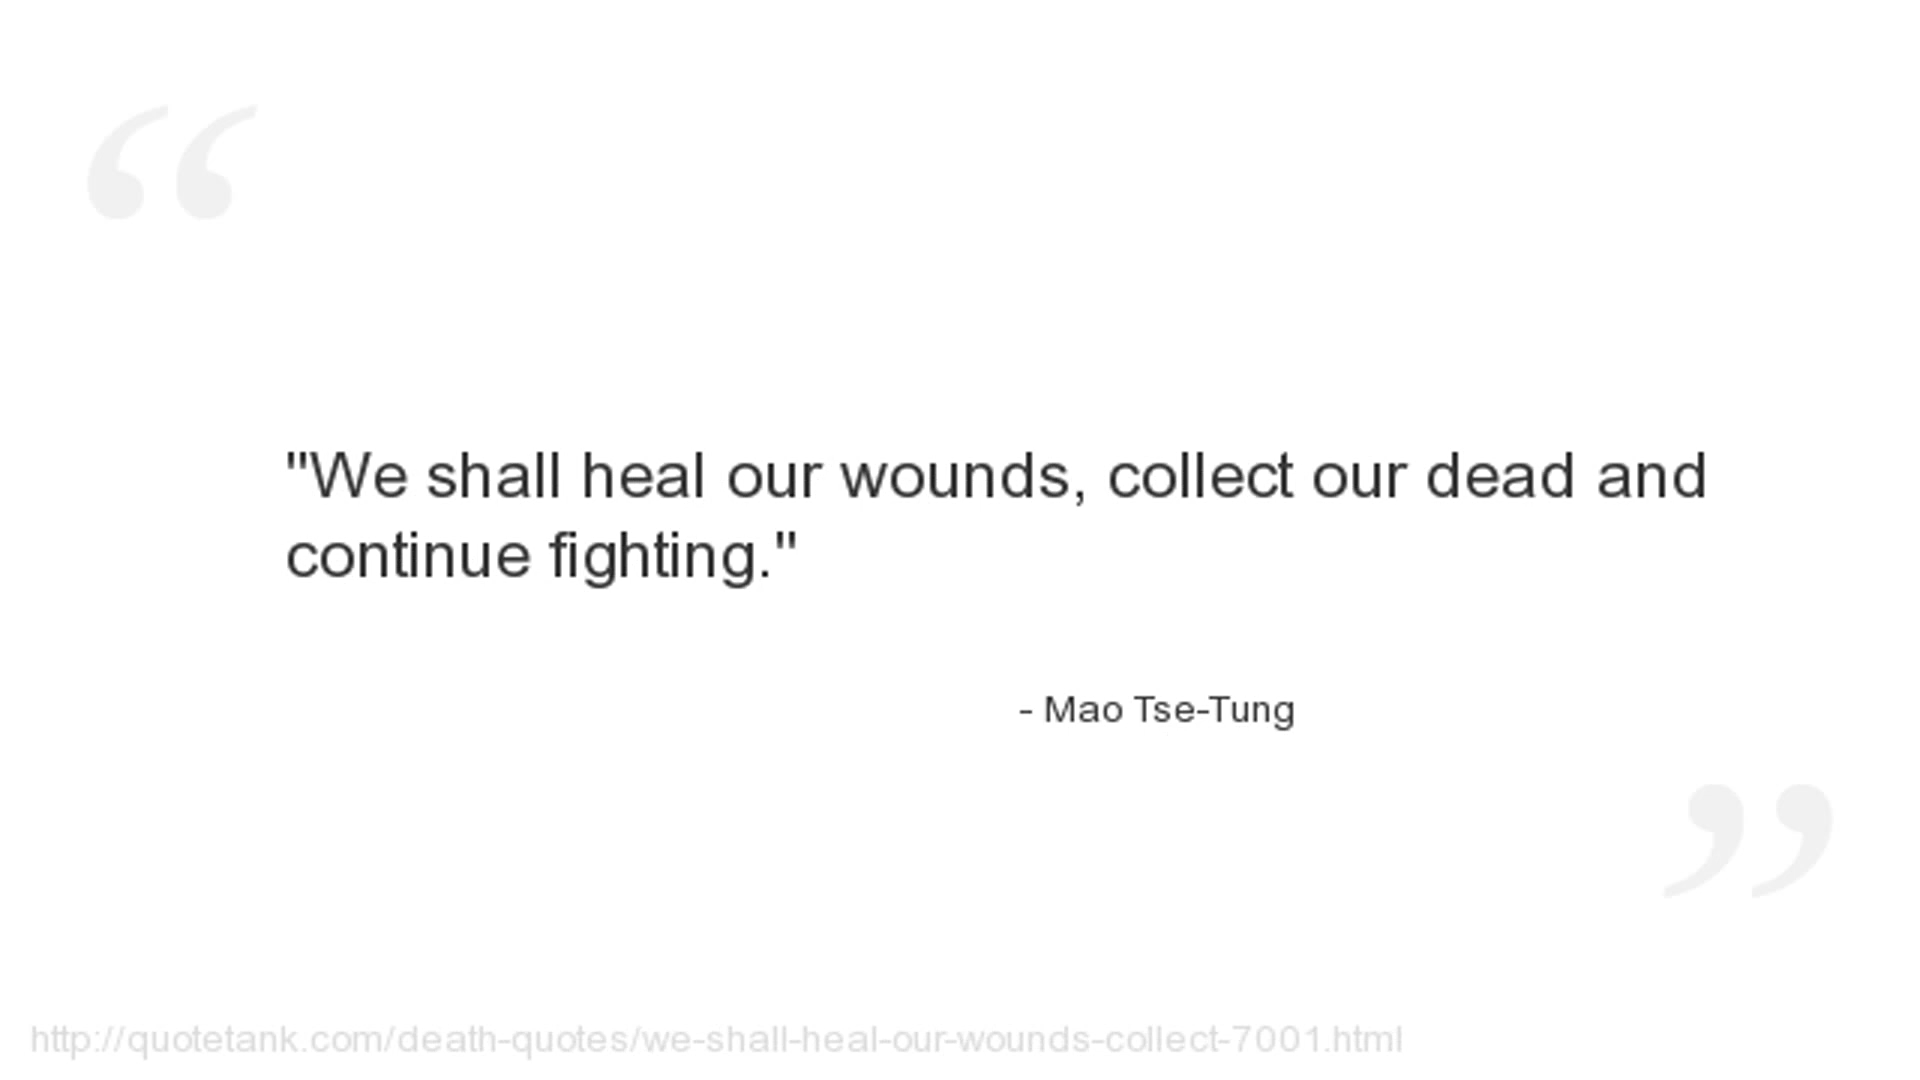 "We shall heal our wounds, collect our dead and
continue fighting."
- Mao Tse-Tung
http://quotetank.com/death-quotes/we-shall-heal-our-wounds-collect-7001.html